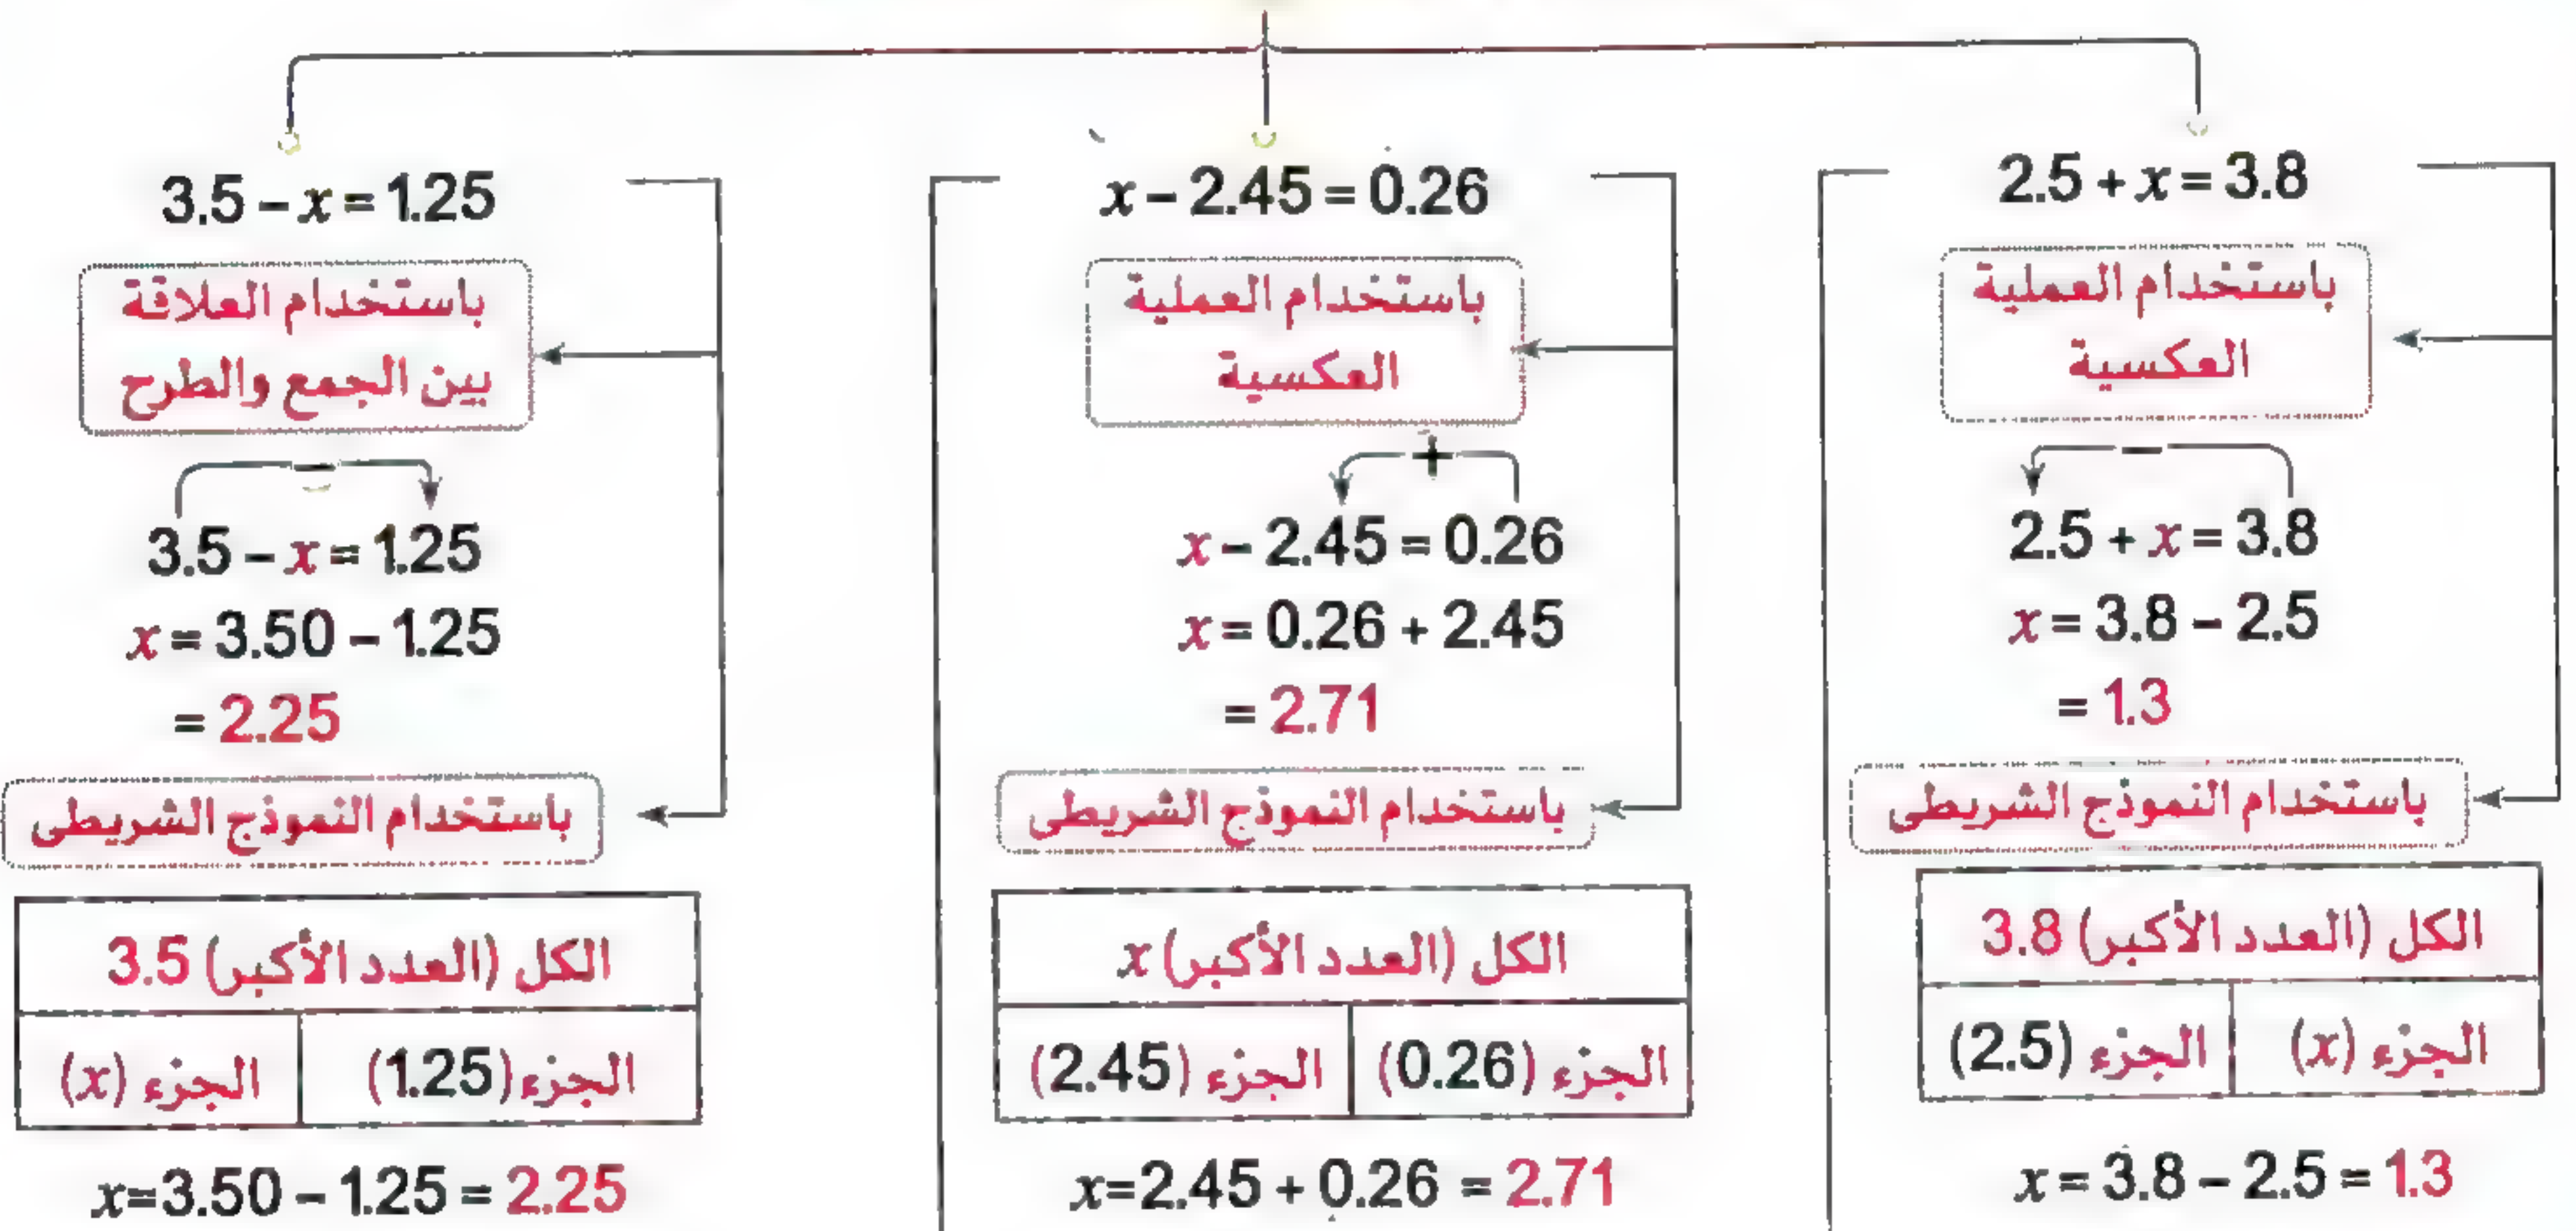 2.5 + x = 3.8
باستخدام العملية
العكسية
−
2.5 + x = 3.8
x = 3.8 − 2.5
= 1.3
باستخدام النموذج الشريطى
الكل (العدد الأكبر) 3.8
الجزء (x)
الجزء (2.5)
x = 3.8 − 2.5 = 1.3
x − 2.45 = 0.26
باستخدام العملية
العكسية
+
x − 2.45 = 0.26
x = 0.26 + 2.45
= 2.71
باستخدام النموذج الشريطى
الكل (العدد الأكبر) x
الجزء (0.26)
الجزء (2.45)
x=2.45 + 0.26 = 2.71
3.5 − x = 1.25
باستخدام العلاقة
بين الجمع والطرح
−
3.5 − x = 1.25
x = 3.50 − 1.25
= 2.25
باستخدام النموذج الشريطى
الكل (العدد الأكبر) 3.5
الجزء (1.25)
الجزء (x)
x=3.50 − 1.25 = 2.25